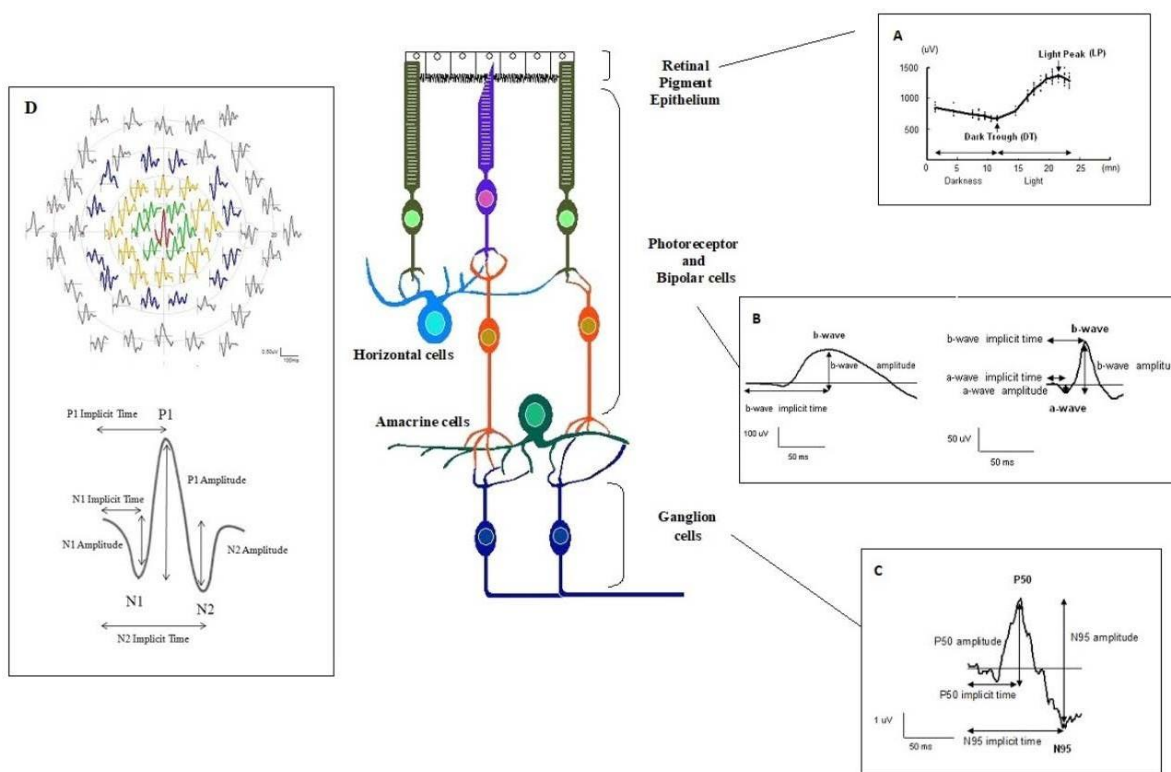 D
0.50uV
100ms
P1 Implicit Time
P1
P1 Amplitude
N1 Implicit Time
N1 Amplitude
N2 Amplitude
N1
N2
N2 Implicit Time
Retinal
Pigment
Epithelium
Photoreceptor
and
Bipolar cells
Horizontal cells
Amacrine cells
Ganglion
cells
A
(uV)
Light Peak (LP)
1500
1000
500
Dark Trough (DT)
0 5 10 15 20 25 (mn)
Darkness Light
B
b-wave
b-wave amplitude
b-wave implicit time
100 uV
50 ms
b-wave
b-wave implicit time
b-wave amplitu
a-wave implicit time
a-wave amplitude
a-wave
50 uV
50 ms
C
P50
P50 amplitude
N95 amplitude
P50 implicit time
1 uV
50 ms
N95 implicit time
N95